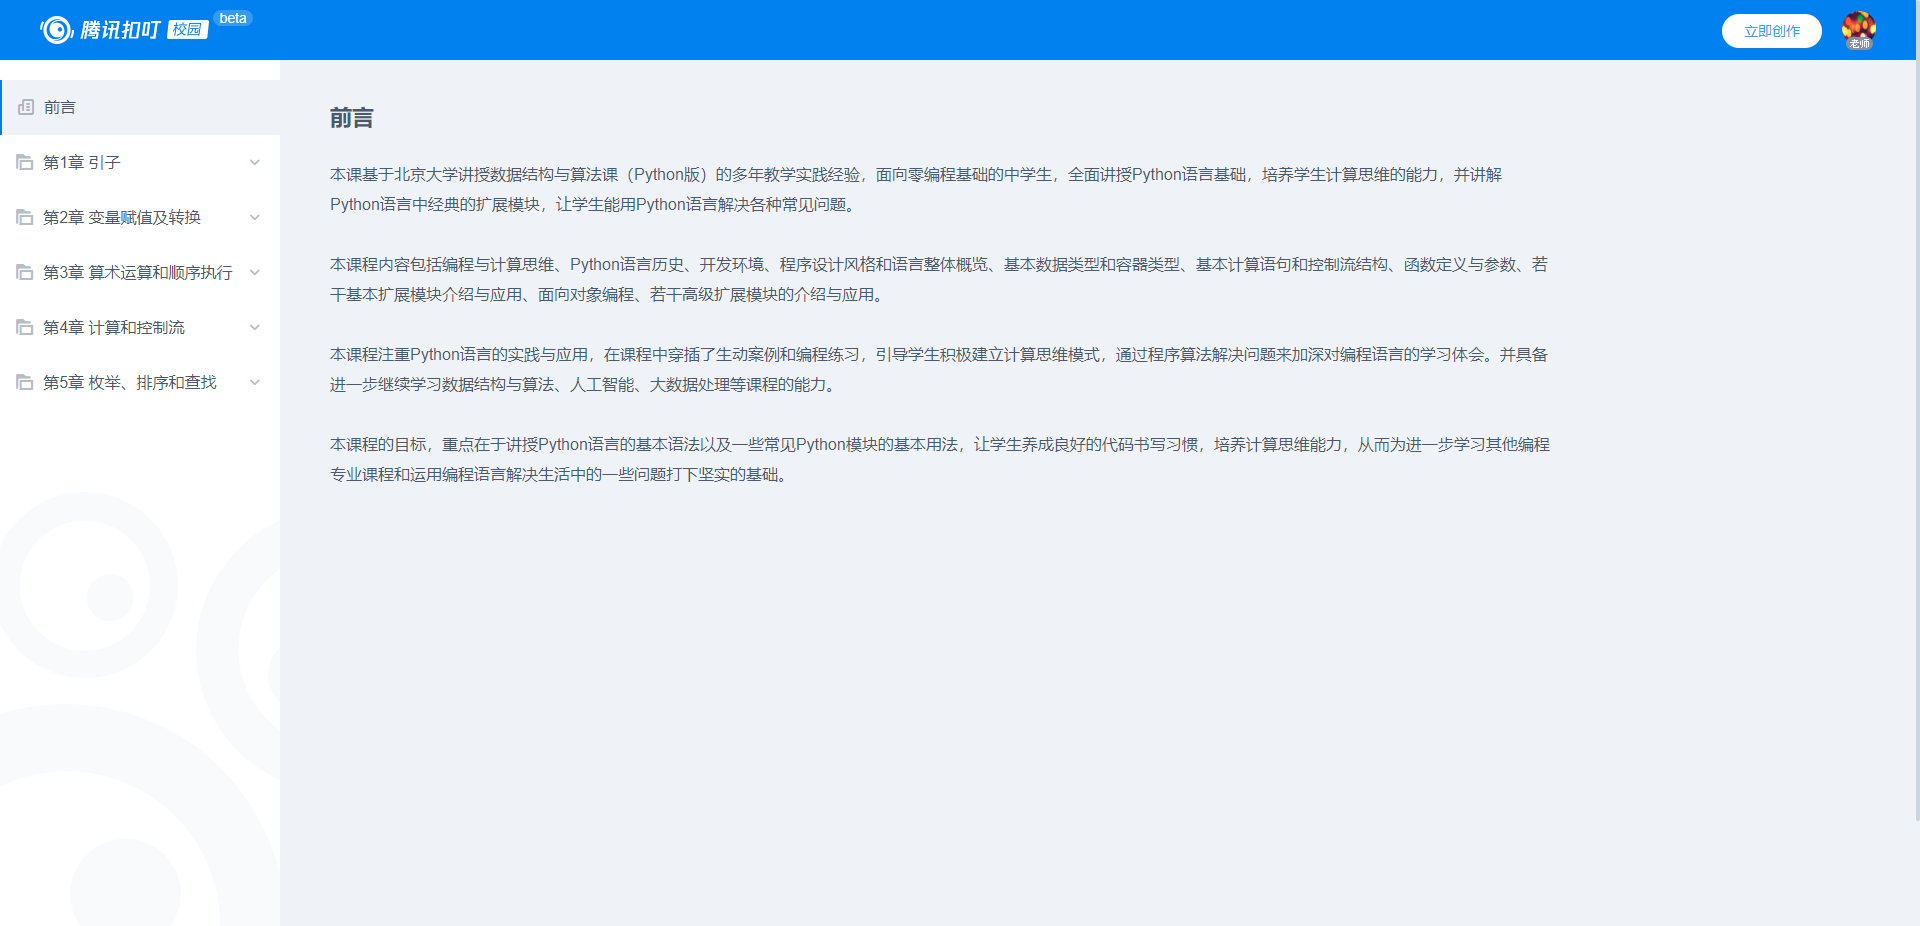 腾讯扣叮 校园 beta
立即创作
老师
前言
第1章 引子
第2章 变量赋值及转换
第3章 算术运算和顺序执行
第4章 计算和控制流
第5章 枚举、排序和查找
前言
本课基于北京大学讲授数据结构与算法课（Python版）的多年教学实践经验，面向零编程基础的中学生，全面讲授Python语言基础，培养学生计算思维的能力，并讲解
Python语言中经典的扩展模块，让学生能用Python语言解决各种常见问题。
本课程内容包括编程与计算思维、Python语言历史、开发环境、程序设计风格和语言整体概览、基本数据类型和容器类型、基本计算语句和控制流结构、函数定义与参数、若
干基本扩展模块介绍与应用、面向对象编程、若干高级扩展模块的介绍与应用。
本课程注重Python语言的实践与应用，在课程中穿插了生动案例和编程练习，引导学生积极建立计算思维模式，通过程序算法解决问题来加深对编程语言的学习体会。并具备
进一步继续学习数据结构与算法、人工智能、大数据处理等课程的能力。
本课程的目标，重点在于讲授Python语言的基本语法以及一些常见Python模块的基本用法，让学生养成良好的代码书写习惯，培养计算思维能力，从而为进一步学习其他编程
专业课程和运用编程语言解决生活中的一些问题打下坚实的基础。